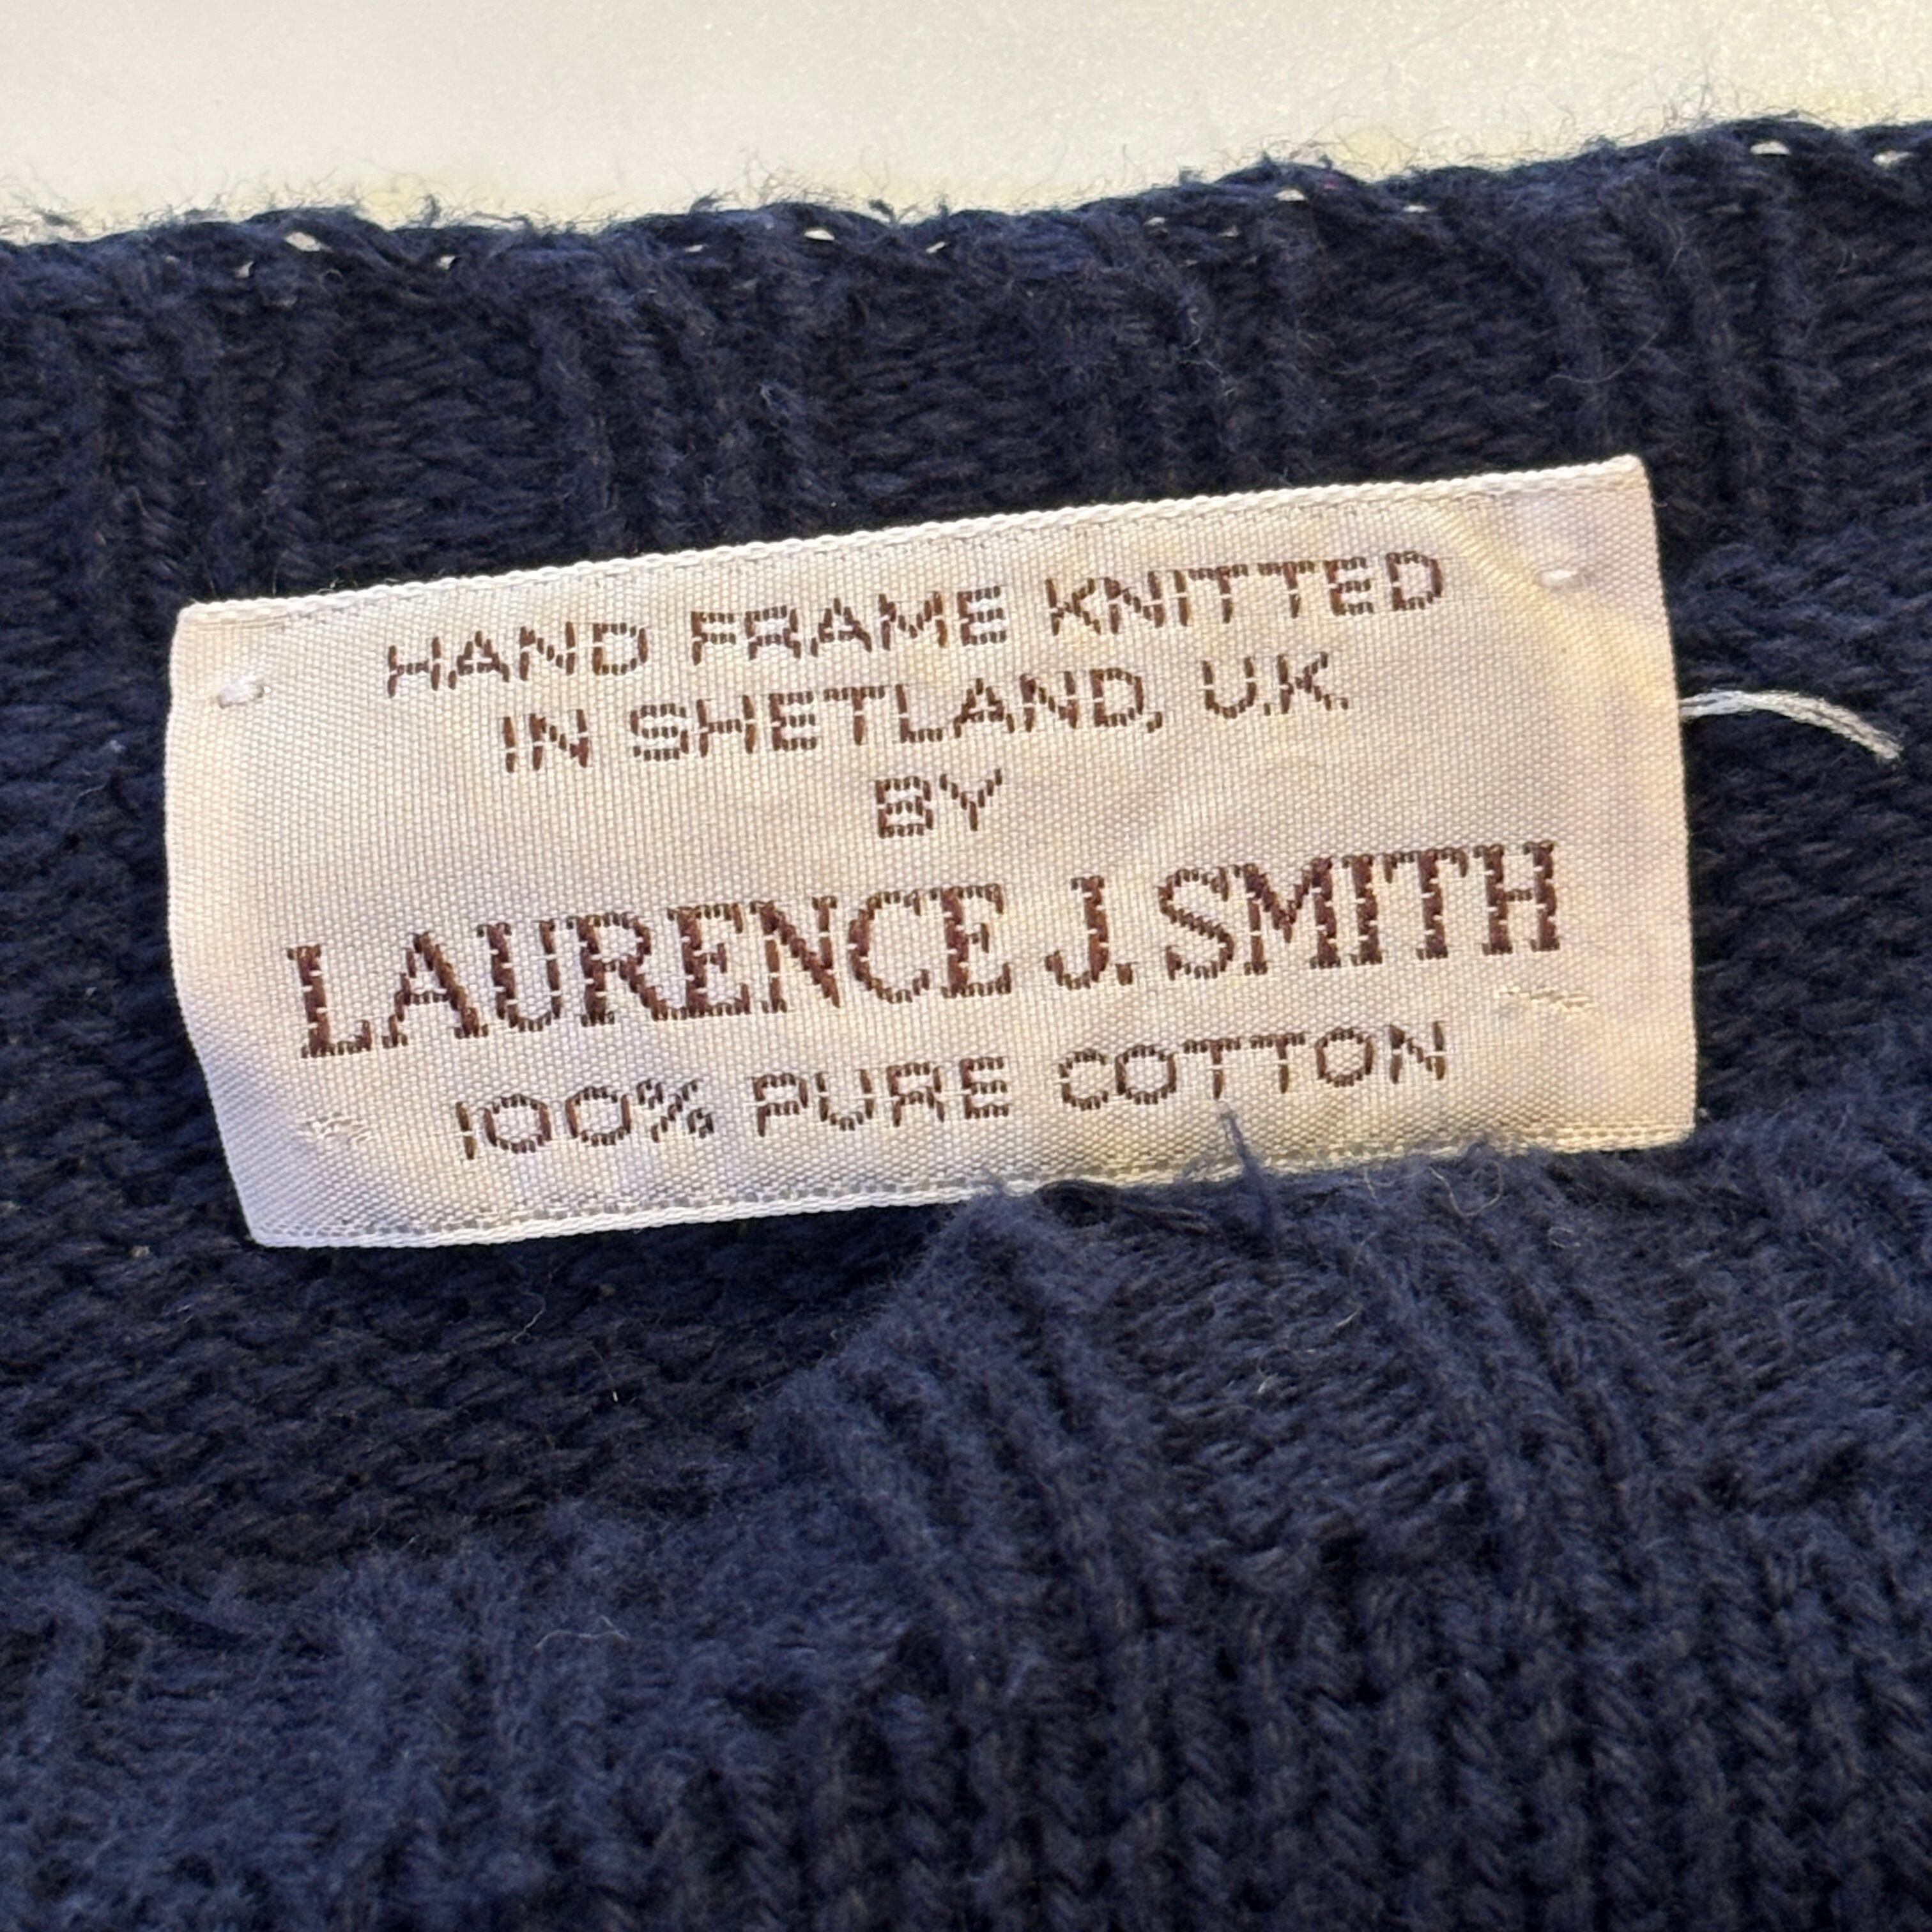 HAND FRAME KNITTED
IN SHETLAND, U.K.
BY
LAURENCE J. SMITH
100% PURE COTTON